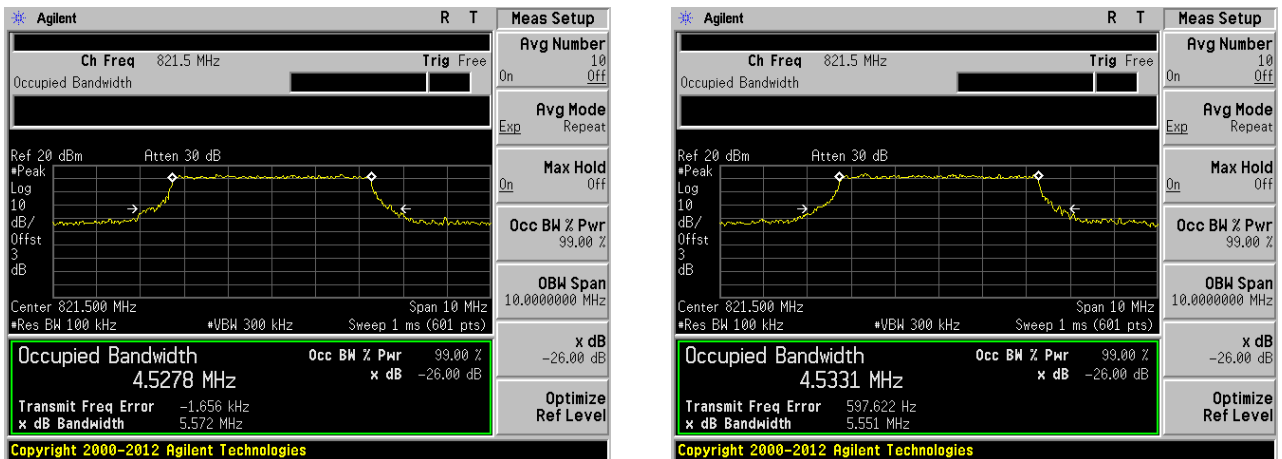 Agilent R T Meas Setup
Ch Freq 821.5 MHz Trig Free
Occupied Bandwidth
Avg Number
10
On Off
Avg Mode
Exp Repeat
Max Hold
On Off
Occ BW % Pwr
99.00 %
OBW Span
10.0000000 MHz
x dB
-26.00 dB
Optimize
Ref Level
Ref 20 dBm Atten 30 dB
#Peak
Log
10
dB/
Offst
3
dB
Center 821.500 MHz Span 10 MHz
#Res BW 100 kHz #VBW 300 kHz Sweep 1 ms (601 pts)
Occupied Bandwidth Occ BW % Pwr 99.00 %
4.5278 MHz x dB -26.00 dB
Transmit Freq Error -1.656 kHz
x dB Bandwidth 5.572 MHz
Copyright 2000-2012 Agilent Technologies
Agilent R T Meas Setup
Ch Freq 821.5 MHz Trig Free
Occupied Bandwidth
Avg Number
10
On Off
Avg Mode
Exp Repeat
Max Hold
On Off
Occ BW % Pwr
99.00 %
OBW Span
10.0000000 MHz
x dB
-26.00 dB
Optimize
Ref Level
Ref 20 dBm Atten 30 dB
#Peak
Log
10
dB/
Offst
3
dB
Center 821.500 MHz Span 10 MHz
#Res BW 100 kHz #VBW 300 kHz Sweep 1 ms (601 pts)
Occupied Bandwidth Occ BW % Pwr 99.00 %
4.5331 MHz x dB -26.00 dB
Transmit Freq Error 597.622 Hz
x dB Bandwidth 5.551 MHz
Copyright 2000-2012 Agilent Technologies